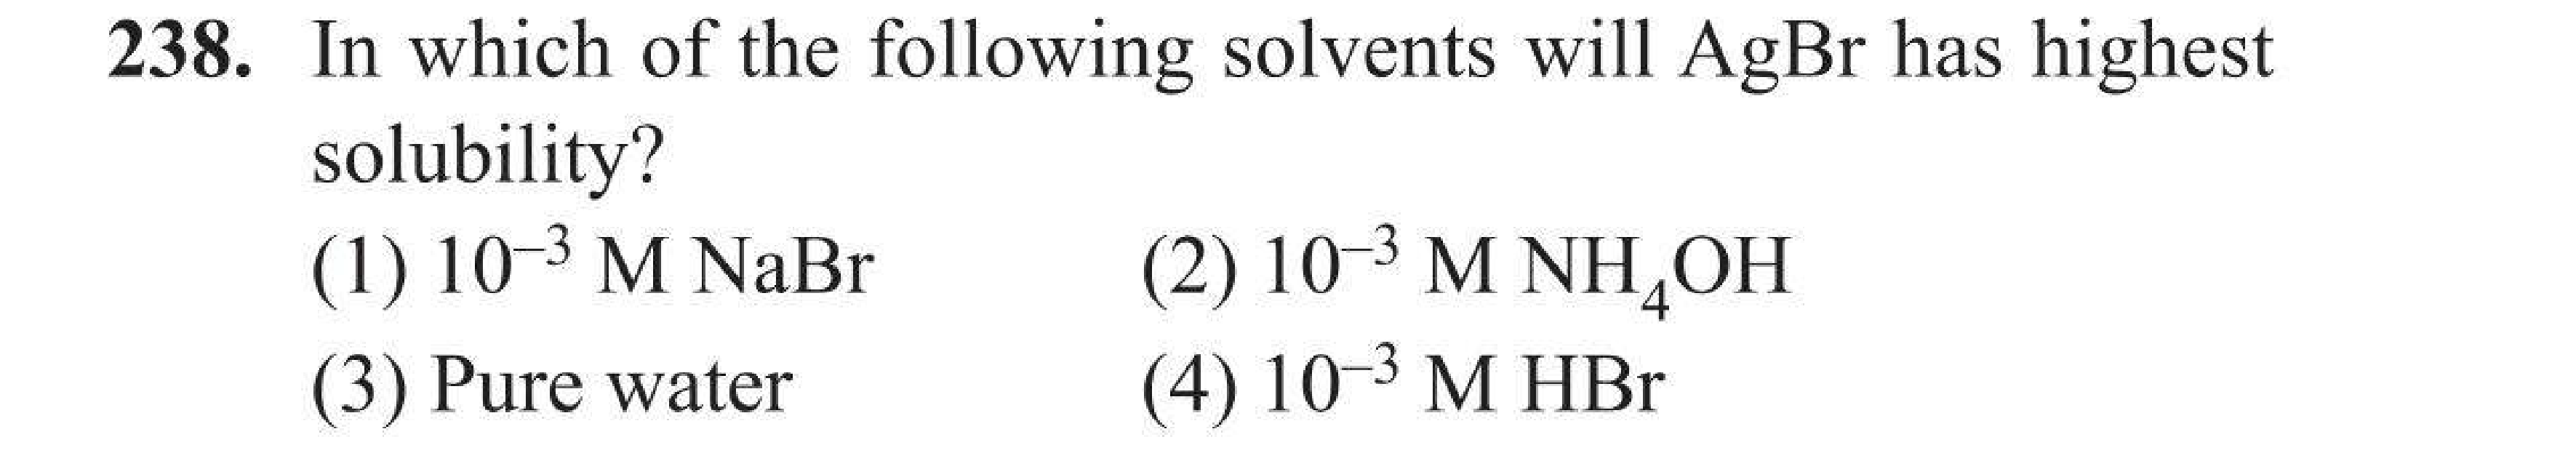 238. In which of the following solvents will AgBr has highest
solubility?
(1) 10⁻³ M NaBr (2) 10⁻³ M NH₄OH
(3) Pure water (4) 10⁻³ M HBr